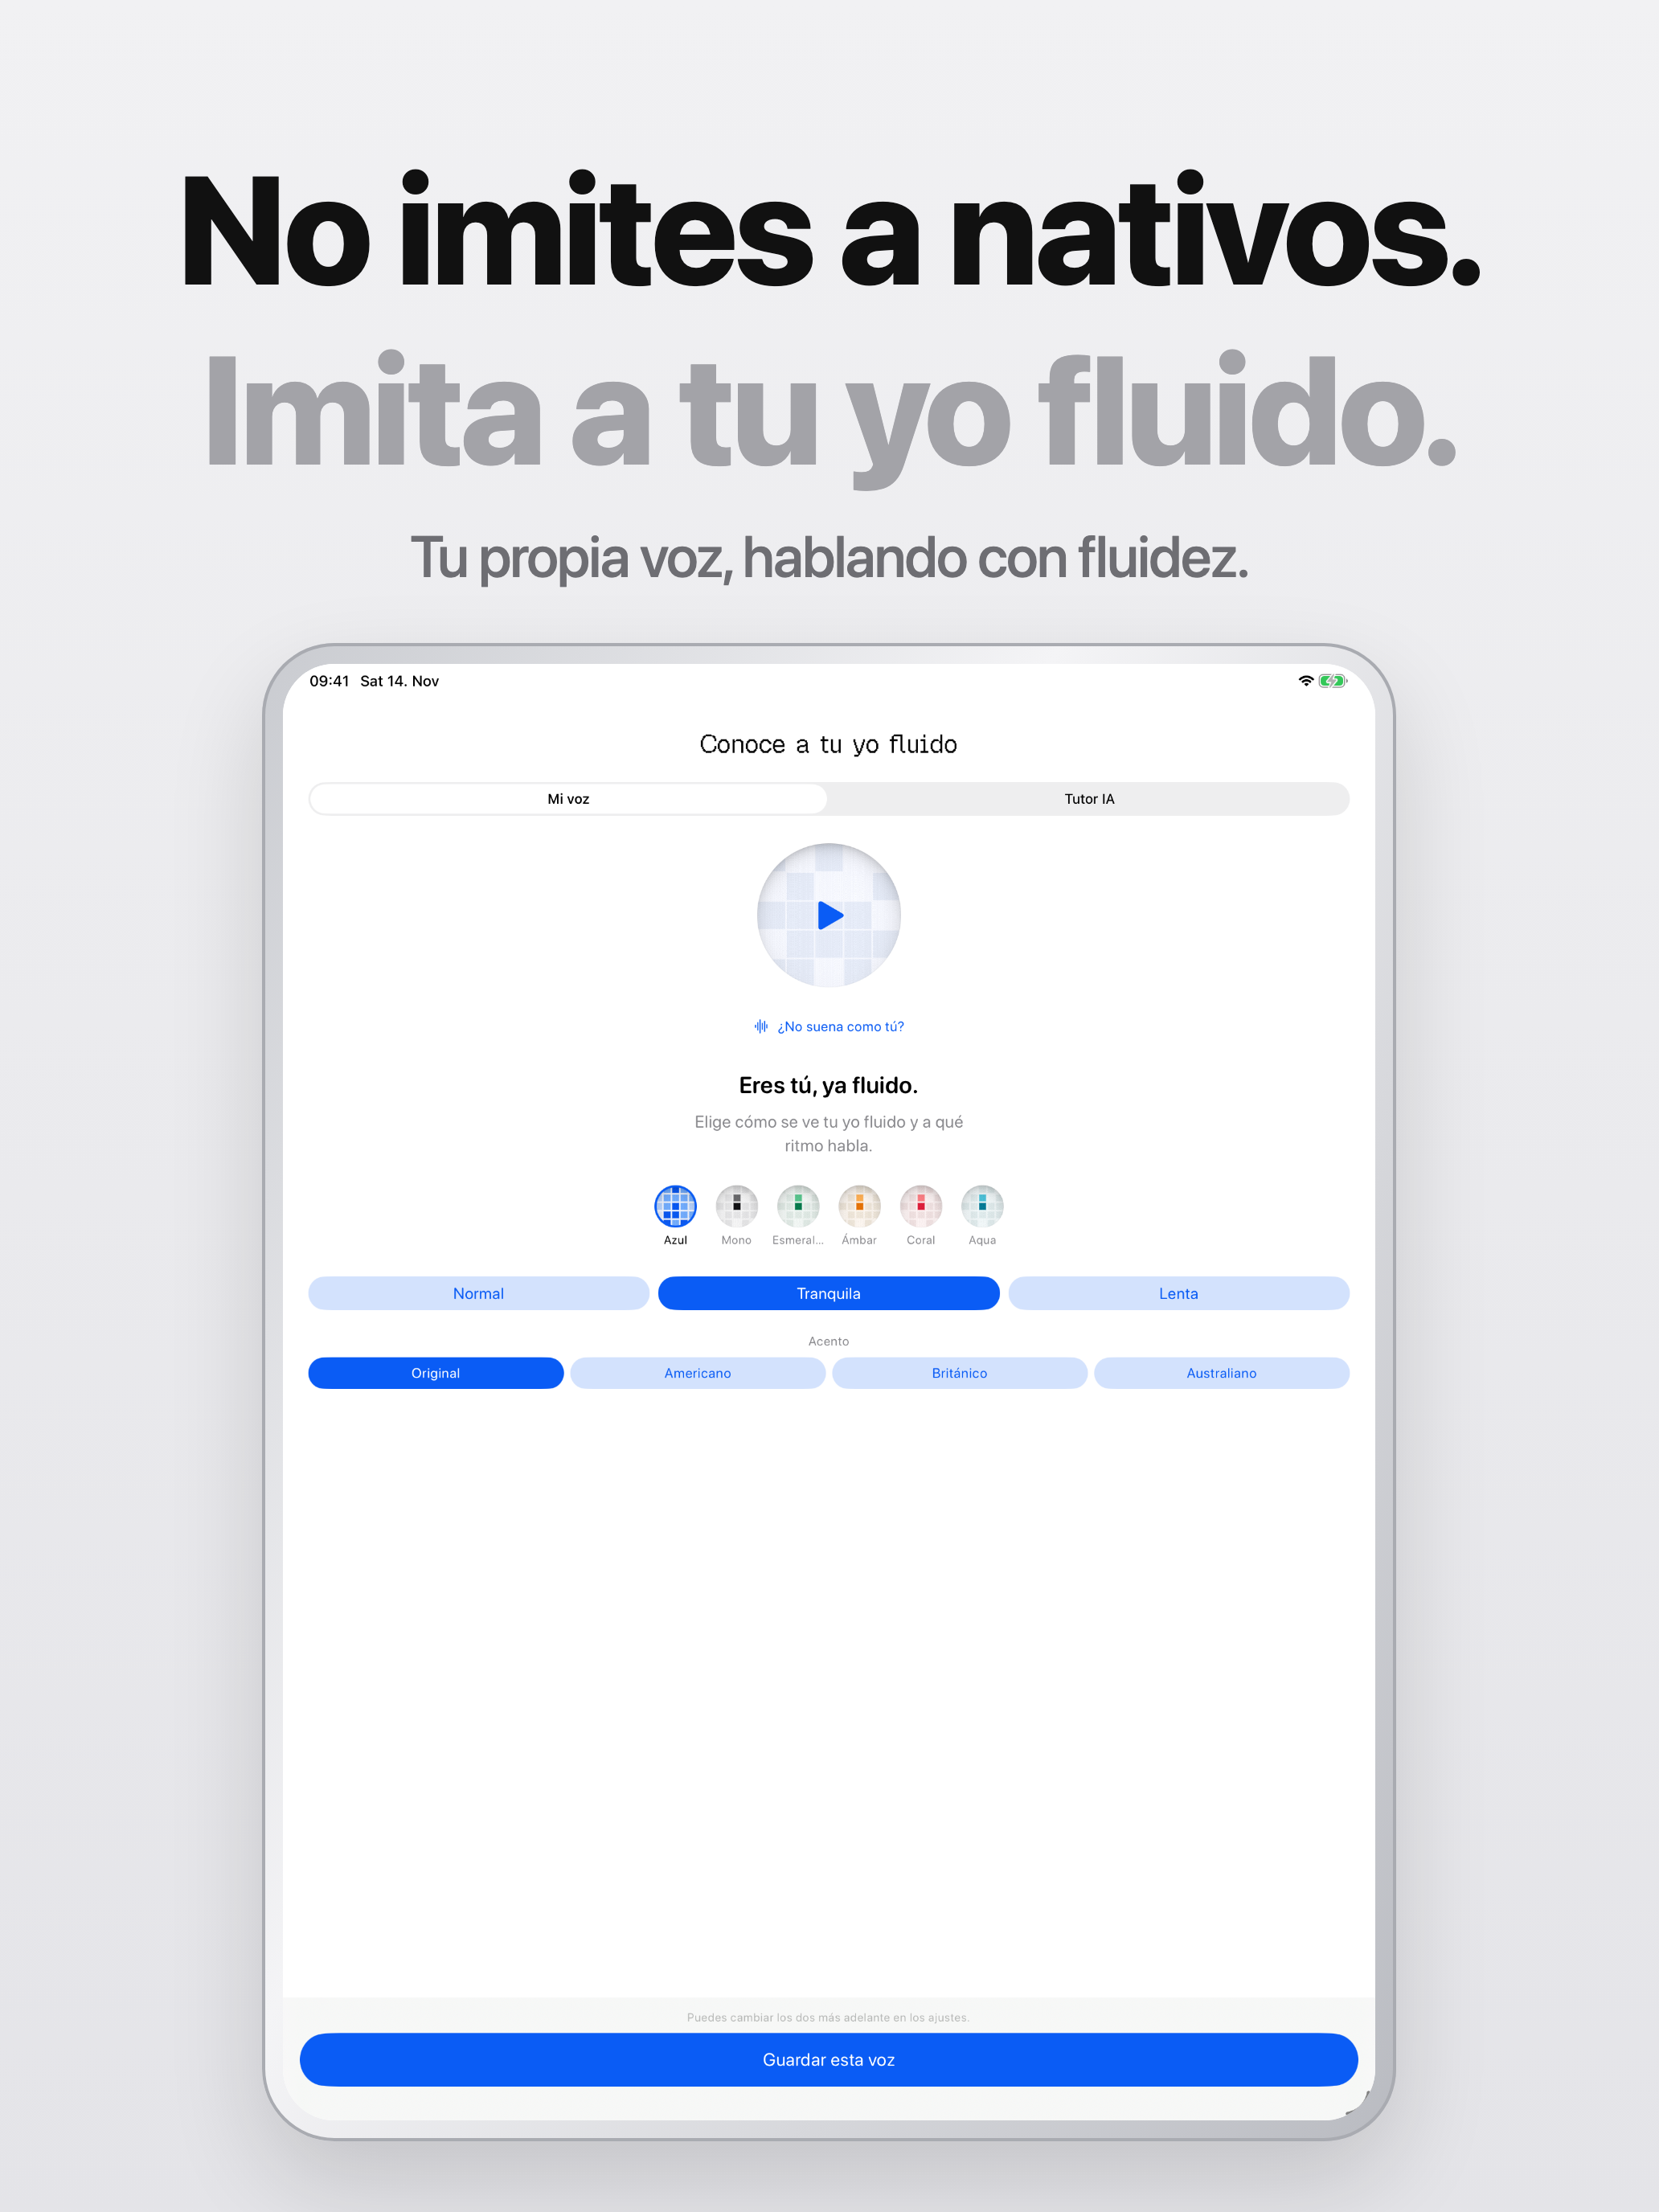 No imites a nativos.
Imita a tu yo fluido.
Tu propia voz, hablando con fluidez.
09:41 Sat 14. Nov
Conoce a tu yo fluido
Mi voz
Tutor IA
¿No suena como tú?
Eres tú, ya fluido.
Elige cómo se ve tu yo fluido y a qué
ritmo habla.
Azul
Mono
Esmeral...
Ámbar
Coral
Aqua
Normal
Tranquila
Lenta
Acento
Original
Americano
Británico
Australiano
Puedes cambiar los dos más adelante en los ajustes.
Guardar esta voz